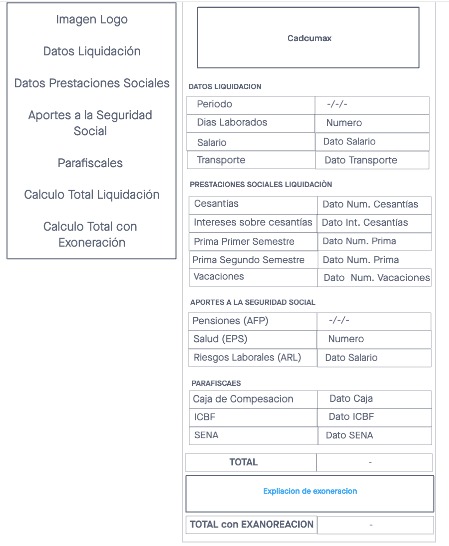 Imagen Logo
Datos Liquidación
Datos Prestaciones Sociales
Aportes a la Seguridad
Social
Parafiscales
Calculo Total Liquidación
Calculo Total con
Exoneración
Cadcumax
DATOS LIQUIDACION
Periodo -/-/-
Dias Laborados Numero
Salario Dato Salario
Transporte Dato Transporte
PRESTACIONES SOCIALES LIQUIDACIÒN
Cesantias Dato Num. Cesantías
Intereses sobre cesantías Dato Int. Cesantías
Prima Primer Semestre Dato Num. Prima
Prima Segundo Semestre Dato Num. Prima
Vacaciones Dato Num. Vacaciones
APORTES A LA SEGURIDAD SOCIAL
Pensiones (AFP) -/-/-
Salud (EPS) Numero
Riesgos Laborales (ARL) Dato Salario
PARAFISCAES
Caja de Compesacion Dato Caja
ICBF Dato ICBF
SENA Dato SENA
TOTAL -
Expliacion de exoneracion
TOTAL con EXANOREACION -